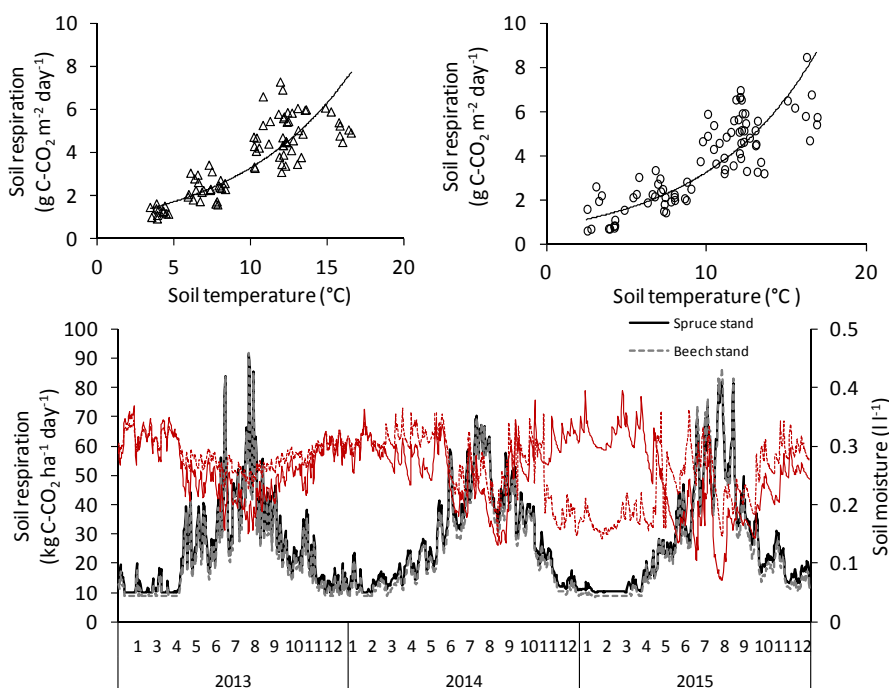 Soil respiration
(g C-CO₂ m⁻² day⁻¹)
10
8
6
4
2
0
0 5 10 15 20
Soil temperature (°C)
Soil respiration
(g C-CO₂ m⁻² day⁻¹)
10
8
6
4
2
0
0 10 20
Soil temperature (°C )
Spruce stand
Beech stand
Soil respiration
(kg C-CO₂ ha⁻¹ day⁻¹)
100
90
80
70
60
50
40
30
20
10
0
0.5
0.4
0.3
0.2
0.1
0
Soil moisture (l l⁻¹)
1 2 3 4 5 6 7 8 9 10 11 12 1 2 3 4 5 6 7 8 9 10 11 12 1 2 3 4 5 6 7 8 9 10 11 12
2013 2014 2015